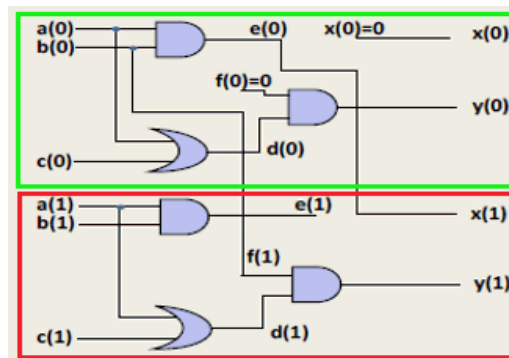 a(0) e(0) x(0)=0 x(0)
b(0)
f(0)=0
y(0)
c(0) d(0)
a(1) e(1)
b(1) x(1)
f(1)
y(1)
c(1) d(1)